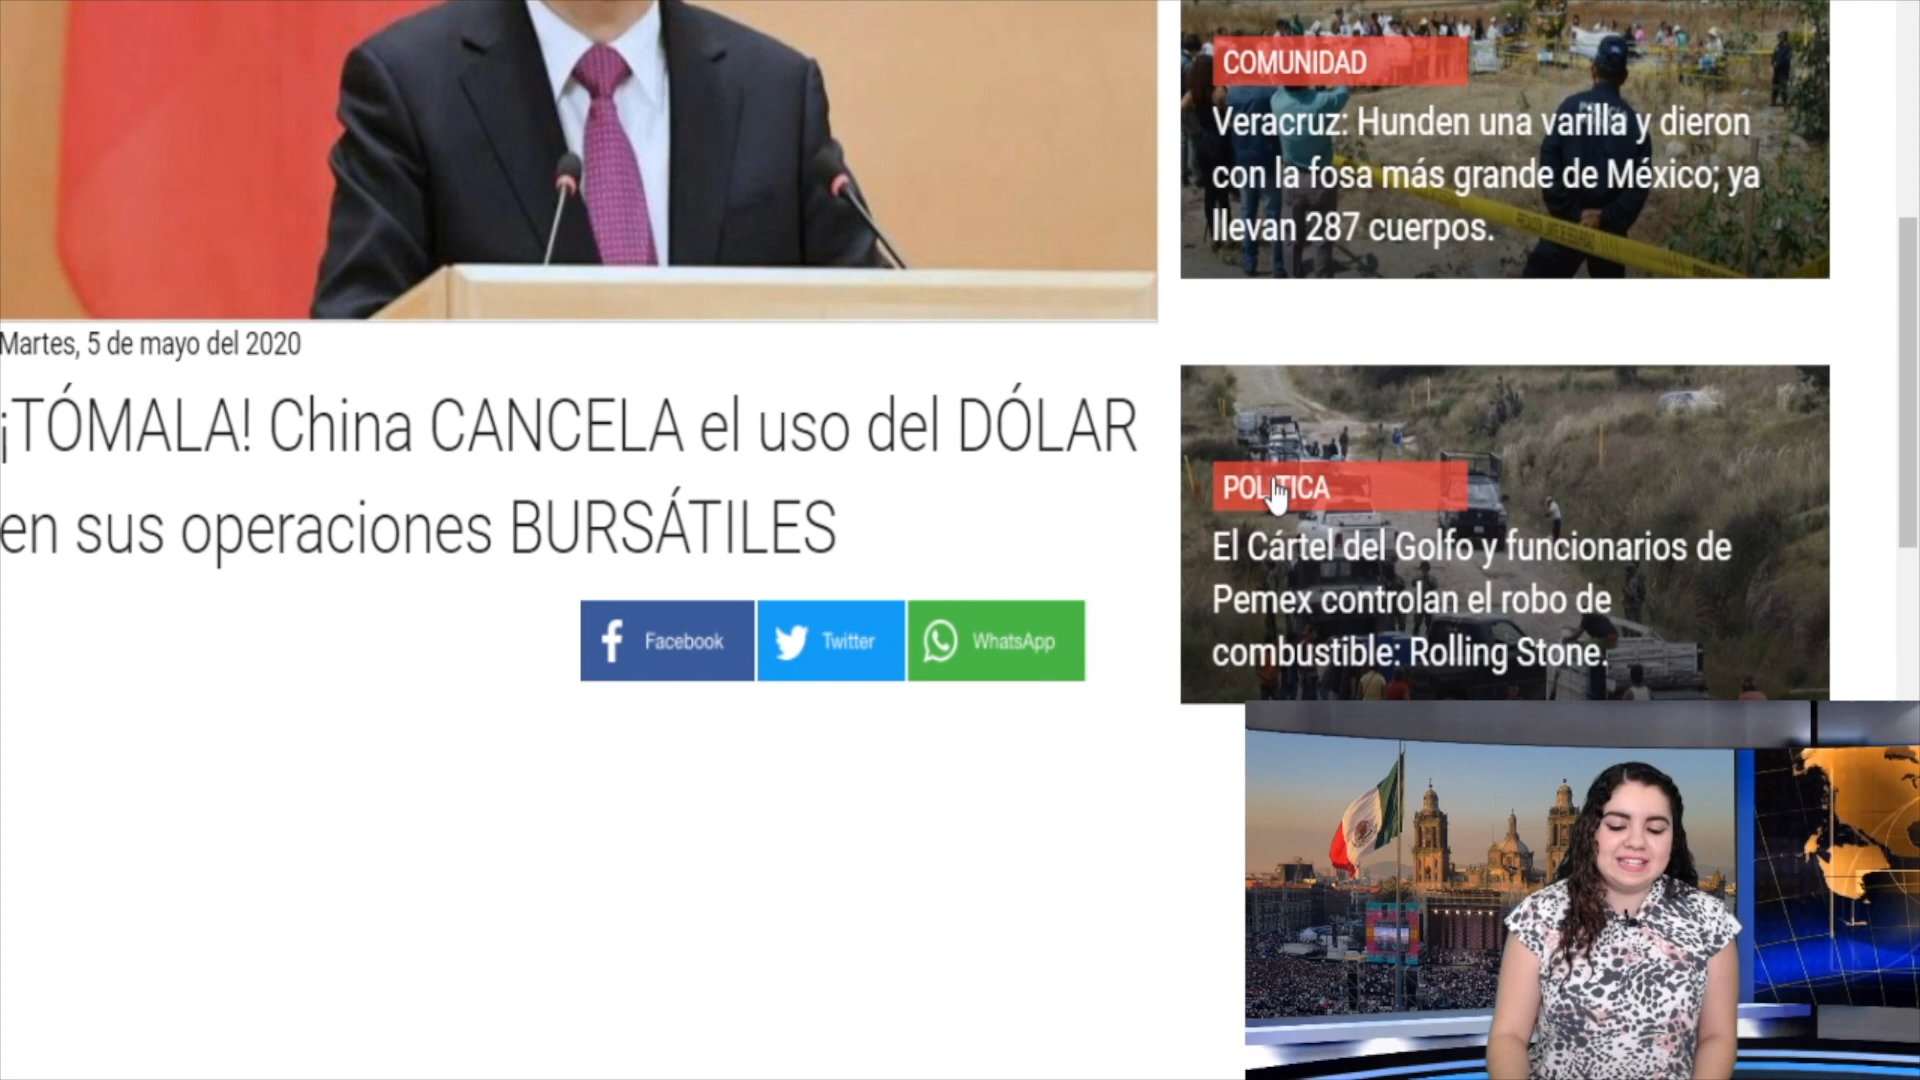 COMUNIDAD
Veracruz: Hunden una varilla y dieron
con la fosa más grande de México; ya
llevan 287 cuerpos.
Martes, 5 de mayo del 2020
¡TÓMALA! China CANCELA el uso del DÓLAR
en sus operaciones BURSÁTILES
Facebook
Twitter
WhatsApp
POLITICA
El Cártel del Golfo y funcionarios de
Pemex controlan el robo de
combustible: Rolling Stone.